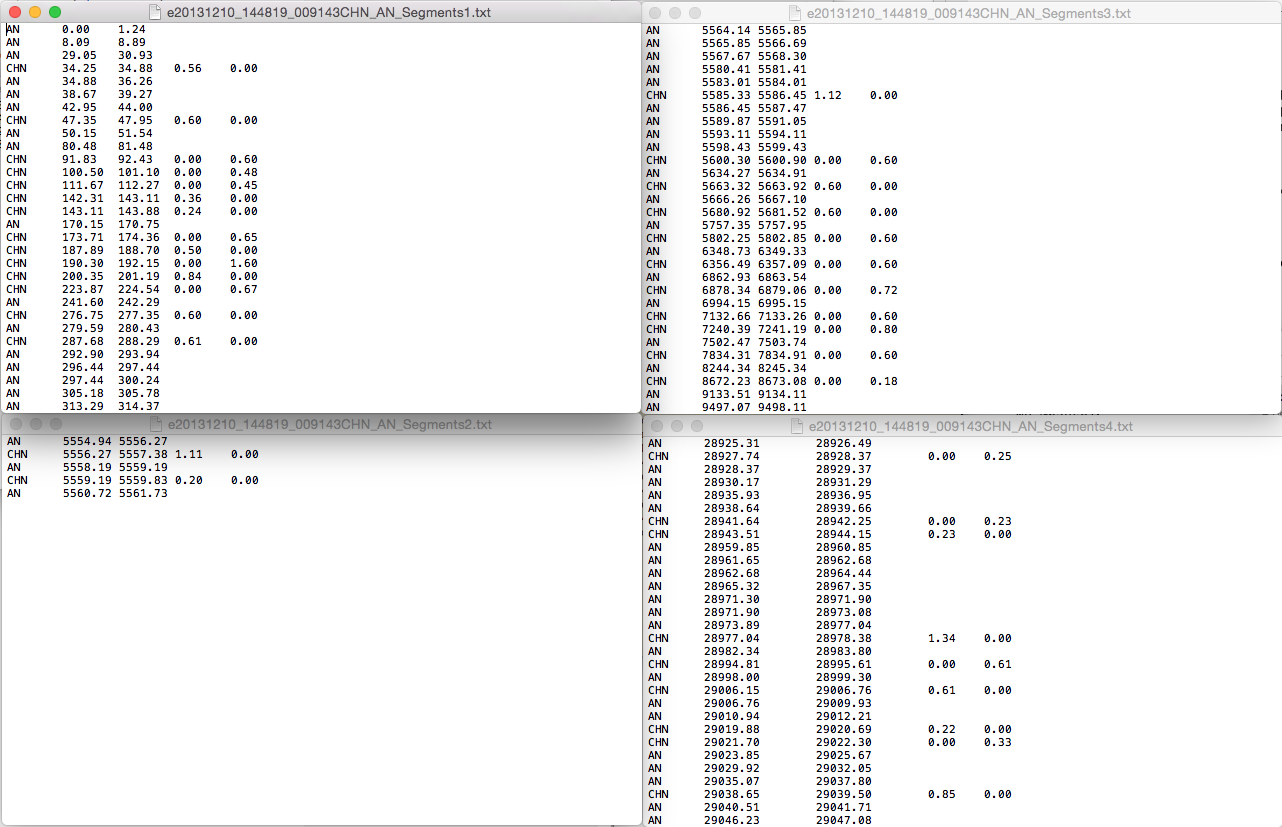 e20131210_144819_009143CHN_AN_Segments1.txt
AN 0.00 1.24
AN 8.09 8.89
AN 29.05 30.93
CHN 34.25 34.88 0.56 0.00
AN 34.88 36.26
AN 38.67 39.27
AN 42.95 44.00
CHN 47.35 47.95 0.60 0.00
AN 50.15 51.54
AN 80.48 81.48
CHN 91.83 92.43 0.00 0.60
CHN 100.50 101.10 0.00 0.48
CHN 111.67 112.27 0.00 0.45
CHN 142.31 143.11 0.36 0.00
CHN 143.11 143.88 0.24 0.00
AN 170.15 170.75
CHN 173.71 174.36 0.00 0.65
CHN 187.89 188.70 0.50 0.00
CHN 190.30 192.15 0.00 1.60
CHN 200.35 201.19 0.84 0.00
CHN 223.87 224.54 0.00 0.67
AN 241.60 242.29
CHN 276.75 277.35 0.60 0.00
AN 279.59 280.43
CHN 287.68 288.29 0.61 0.00
AN 292.90 293.94
AN 296.44 297.44
AN 297.44 300.24
AN 305.18 305.78
AN 313.29 314.37
e20131210_144819_009143CHN_AN_Segments3.txt
AN 5564.14 5565.85
AN 5565.85 5566.69
AN 5567.67 5568.30
AN 5580.41 5581.41
AN 5583.01 5584.01
CHN 5585.33 5586.45 1.12 0.00
AN 5586.45 5587.47
AN 5589.87 5591.05
AN 5593.11 5594.11
AN 5598.43 5599.43
CHN 5600.30 5600.90 0.00 0.60
AN 5634.27 5634.91
CHN 5663.32 5663.92 0.60 0.00
AN 5666.26 5667.10
CHN 5680.92 5681.52 0.60 0.00
AN 5757.35 5757.95
CHN 5802.25 5802.85 0.00 0.60
AN 6348.73 6349.33
CHN 6356.49 6357.09 0.00 0.60
AN 6862.93 6863.54
CHN 6878.34 6879.06 0.00 0.72
AN 6994.15 6995.15
CHN 7132.66 7133.26 0.00 0.60
CHN 7240.39 7241.19 0.00 0.80
AN 7502.47 7503.74
CHN 7834.31 7834.91 0.00 0.60
AN 8244.34 8245.34
CHN 8672.23 8673.08 0.00 0.18
AN 9133.51 9134.11
AN 9497.07 9498.11
e20131210_144819_009143CHN_AN_Segments2.txt
AN 5554.94 5556.27
CHN 5556.27 5557.38 1.11 0.00
AN 5558.19 5559.19
CHN 5559.19 5559.83 0.20 0.00
AN 5560.72 5561.73
e20131210_144819_009143CHN_AN_Segments4.txt
AN 28925.31 28926.49
CHN 28927.74 28928.37 0.00 0.25
AN 28928.37 28929.37
AN 28930.17 28931.29
AN 28935.93 28936.95
AN 28938.64 28939.66
CHN 28941.64 28942.25 0.00 0.23
CHN 28943.51 28944.15 0.23 0.00
AN 28959.85 28960.85
AN 28961.65 28962.68
AN 28962.68 28964.44
AN 28965.32 28967.35
AN 28971.30 28971.90
AN 28971.90 28973.08
AN 28973.89 28977.04
CHN 28977.04 28978.38 1.34 0.00
AN 28982.34 28983.80
CHN 28994.81 28995.61 0.00 0.61
AN 28998.00 28999.30
CHN 29006.15 29006.76 0.61 0.00
AN 29006.76 29009.93
AN 29010.94 29012.21
CHN 29019.88 29020.69 0.22 0.00
CHN 29021.70 29022.30 0.00 0.33
AN 29023.85 29025.67
AN 29029.92 29032.05
AN 29035.07 29037.80
CHN 29038.65 29039.50 0.85 0.00
AN 29040.51 29041.71
AN 29046.23 29047.08